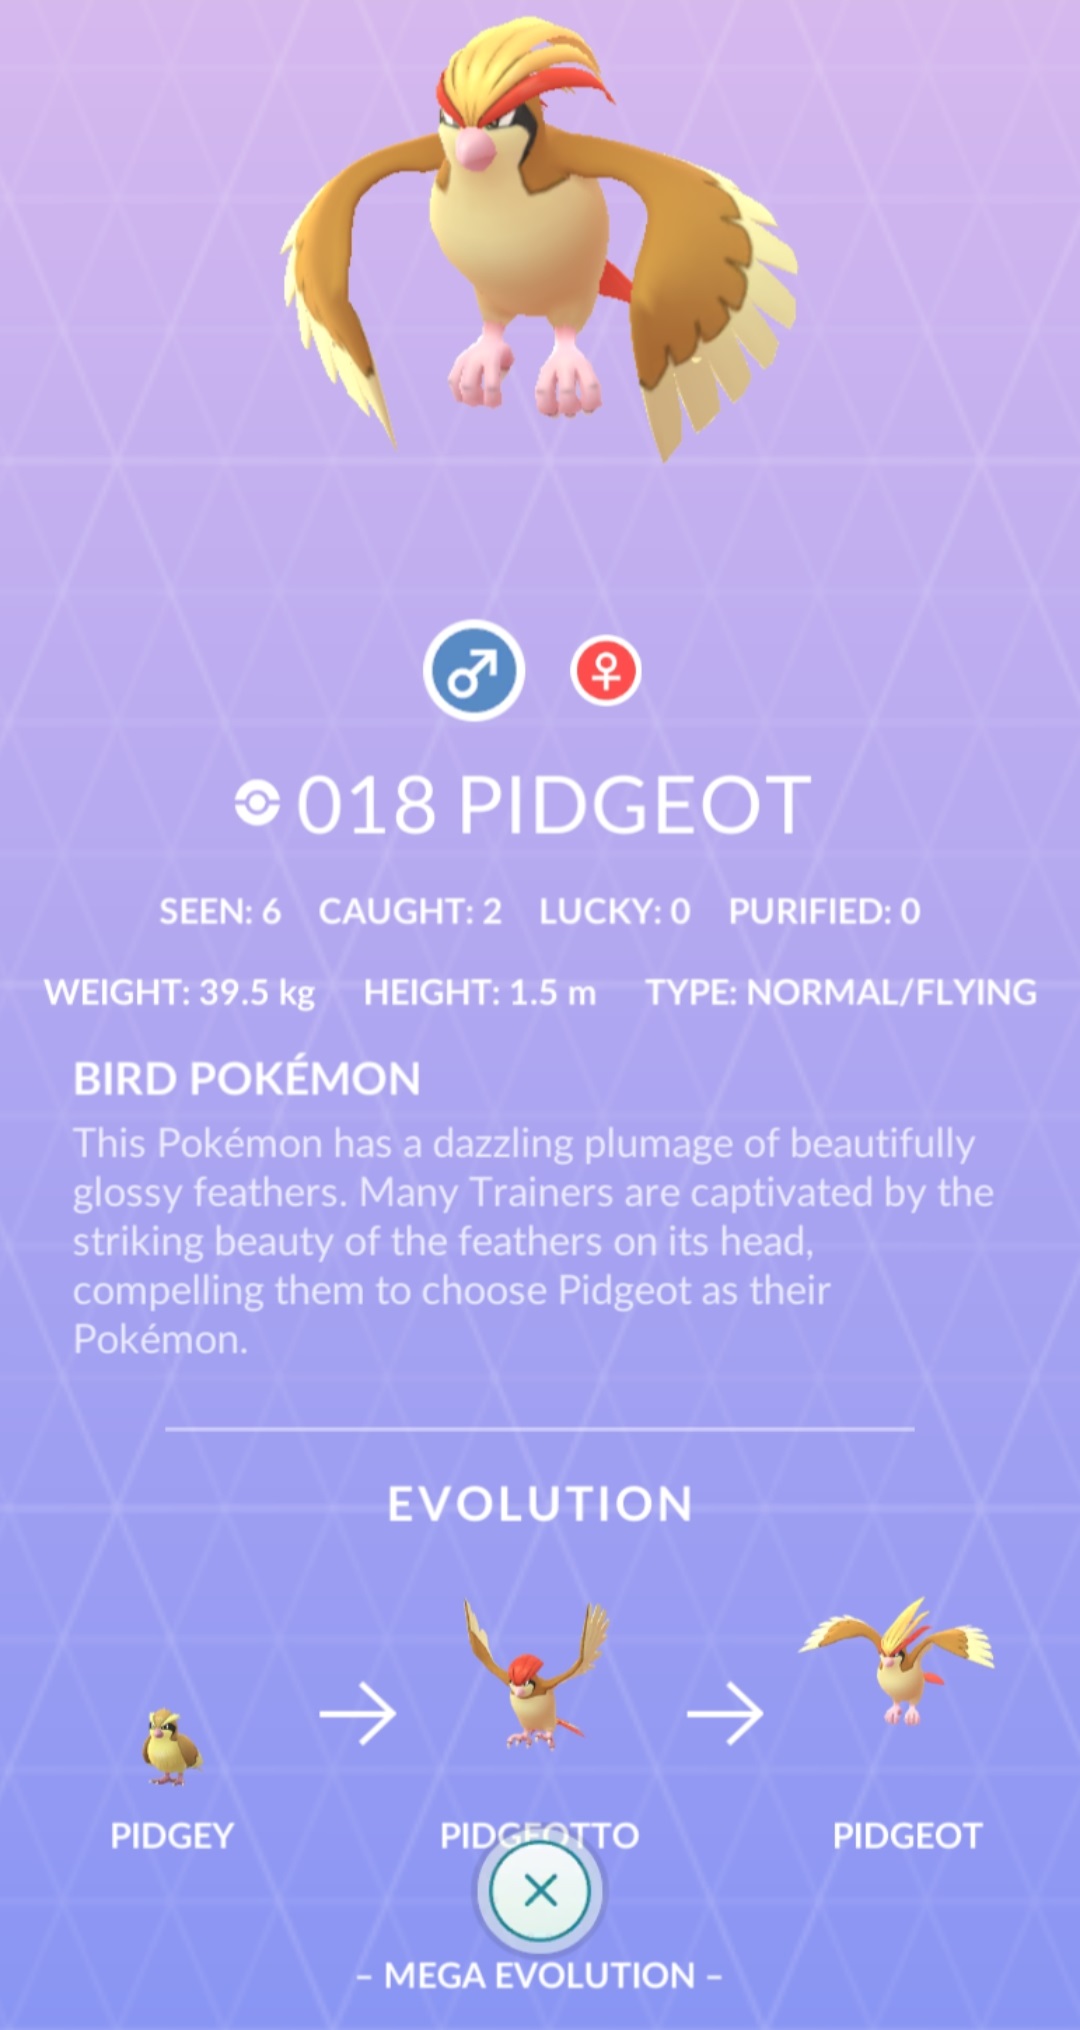 018 PIDGEOT
SEEN: 6 CAUGHT: 2 LUCKY: 0 PURIFIED: 0
WEIGHT: 39.5 kg HEIGHT: 1.5 m TYPE: NORMAL/FLYING
BIRD POKÉMON
This Pokémon has a dazzling plumage of beautifully
glossy feathers. Many Trainers are captivated by the
striking beauty of the feathers on its head,
compelling them to choose Pidgeot as their
Pokémon.
EVOLUTION
PIDGEY PIDGEOTTO PIDGEOT
– MEGA EVOLUTION –